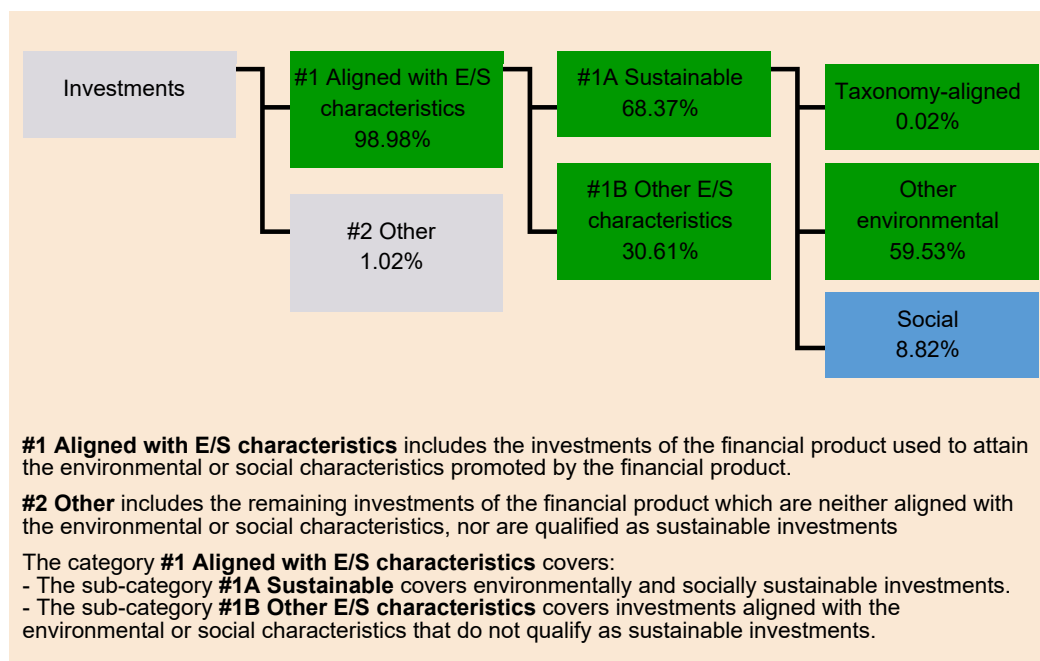 Investments
#1 Aligned with E/S
characteristics
98.98%
#2 Other
1.02%
#1A Sustainable
68.37%
#1B Other E/S
characteristics
30.61%
Taxonomy-aligned
0.02%
Other
environmental
59.53%
Social
8.82%
#1 Aligned with E/S characteristics includes the investments of the financial product used to attain
the environmental or social characteristics promoted by the financial product.
#2 Other includes the remaining investments of the financial product which are neither aligned with
the environmental or social characteristics, nor are qualified as sustainable investments
The category #1 Aligned with E/S characteristics covers:
- The sub-category #1A Sustainable covers environmentally and socially sustainable investments.
- The sub-category #1B Other E/S characteristics covers investments aligned with the
environmental or social characteristics that do not qualify as sustainable investments.